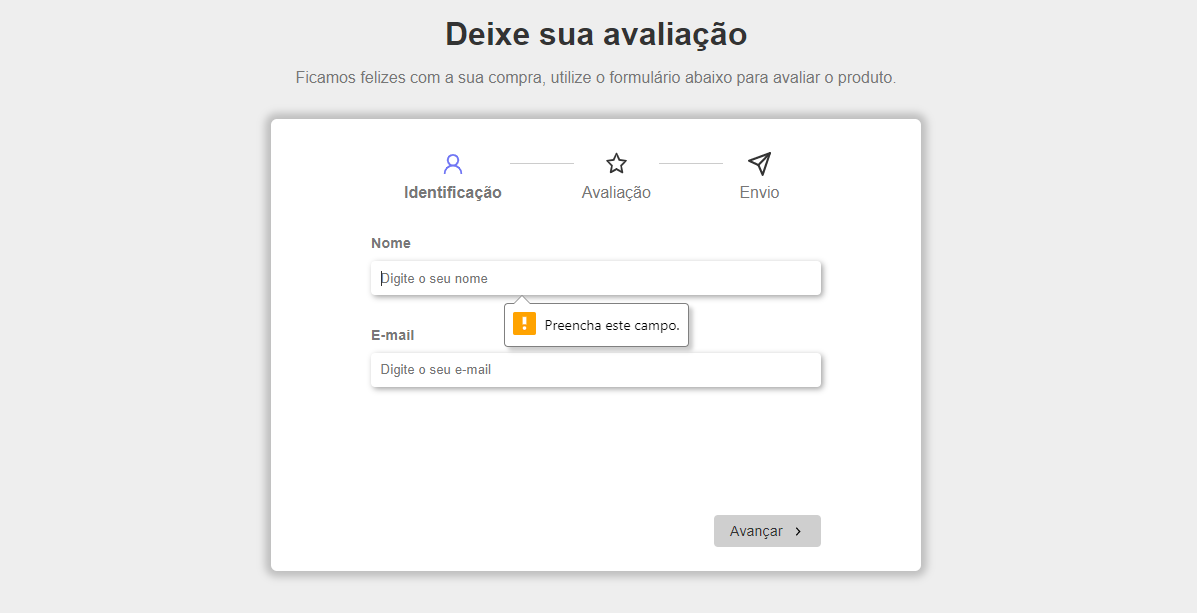 Deixe sua avaliação
Ficamos felizes com a sua compra, utilize o formulário abaixo para avaliar o produto.
Identificação
Avaliação
Envio
Nome
Digite o seu nome
Preencha este campo.
E-mail
Digite o seu e-mail
Avançar